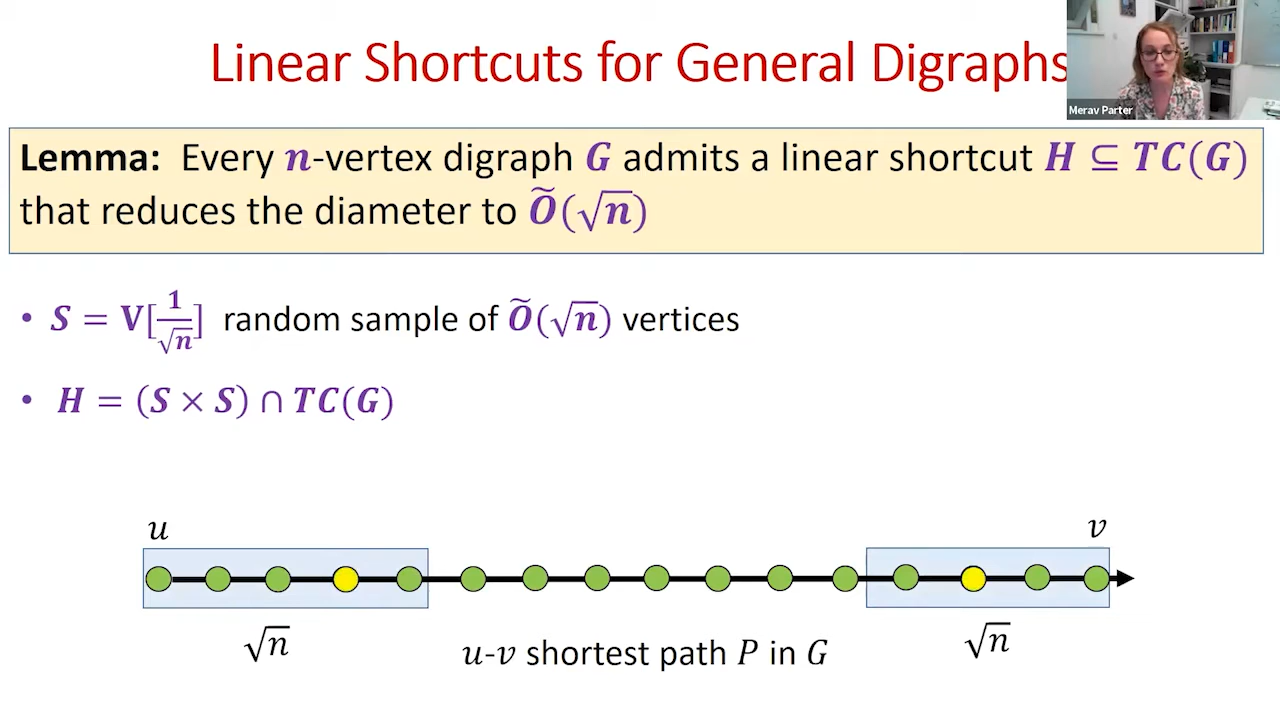 Linear Shortcuts for General Digraphs
Merav Parter
Lemma: Every n-vertex digraph G admits a linear shortcut H ⊆ TC(G)
that reduces the diameter to Õ(√n)
• S = V[1/√n] random sample of Õ(√n) vertices
• H = (S × S) ∩ TC(G)
u
v
√n
u-v shortest path P in G
√n